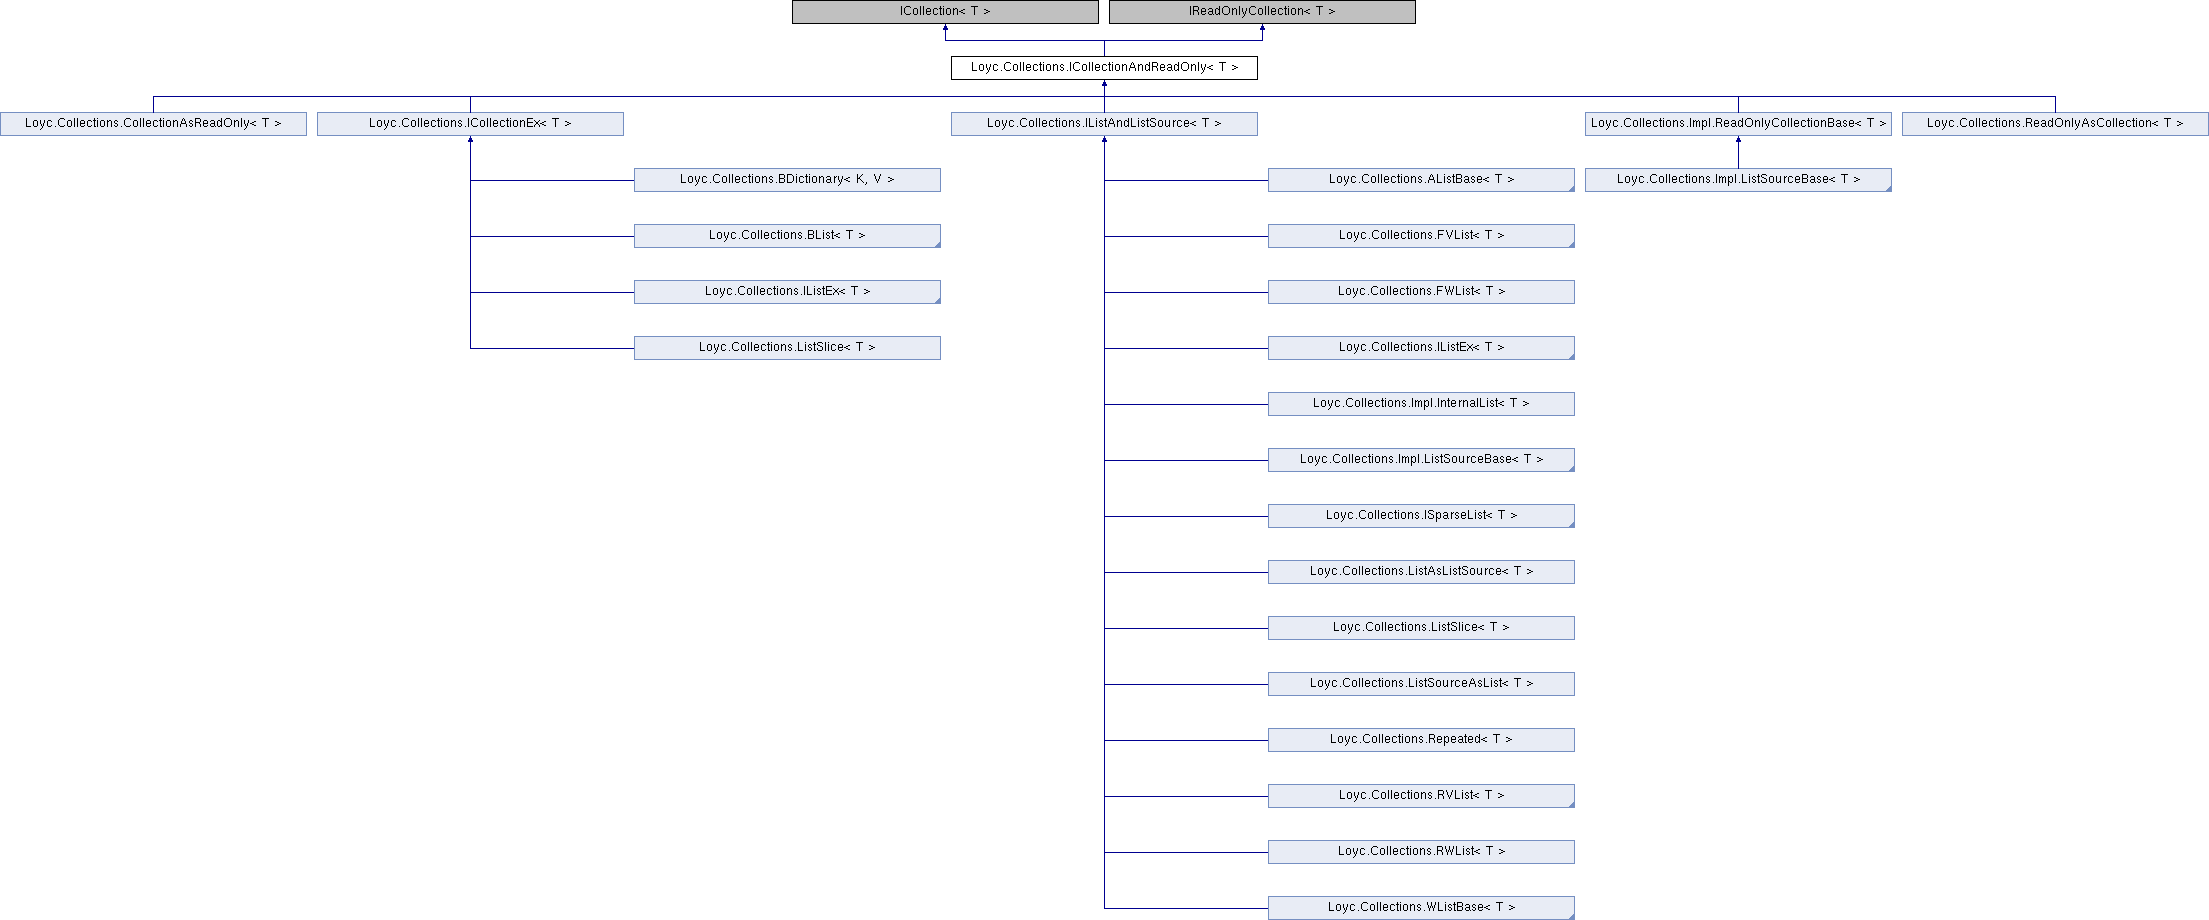 ICollection< T >
IReadOnlyCollection< T >
Loyc.Collections.ICollectionAndReadOnly< T >
Loyc.Collections.CollectionAsReadOnly< T >
Loyc.Collections.ICollectionEx< T >
Loyc.Collections.IListAndListSource< T >
Loyc.Collections.Impl.ReadOnlyCollectionBase< T >
Loyc.Collections.ReadOnlyAsCollection< T >
Loyc.Collections.BDictionary< K, V >
Loyc.Collections.AListBase< T >
Loyc.Collections.Impl.ListSourceBase< T >
Loyc.Collections.BList< T >
Loyc.Collections.FVList< T >
Loyc.Collections.IListEx< T >
Loyc.Collections.FWList< T >
Loyc.Collections.ListSlice< T >
Loyc.Collections.IListEx< T >
Loyc.Collections.Impl.InternalList< T >
Loyc.Collections.Impl.ListSourceBase< T >
Loyc.Collections.ISparseList< T >
Loyc.Collections.ListAsListSource< T >
Loyc.Collections.ListSlice< T >
Loyc.Collections.ListSourceAsList< T >
Loyc.Collections.Repeated< T >
Loyc.Collections.RVList< T >
Loyc.Collections.RWList< T >
Loyc.Collections.WListBase< T >